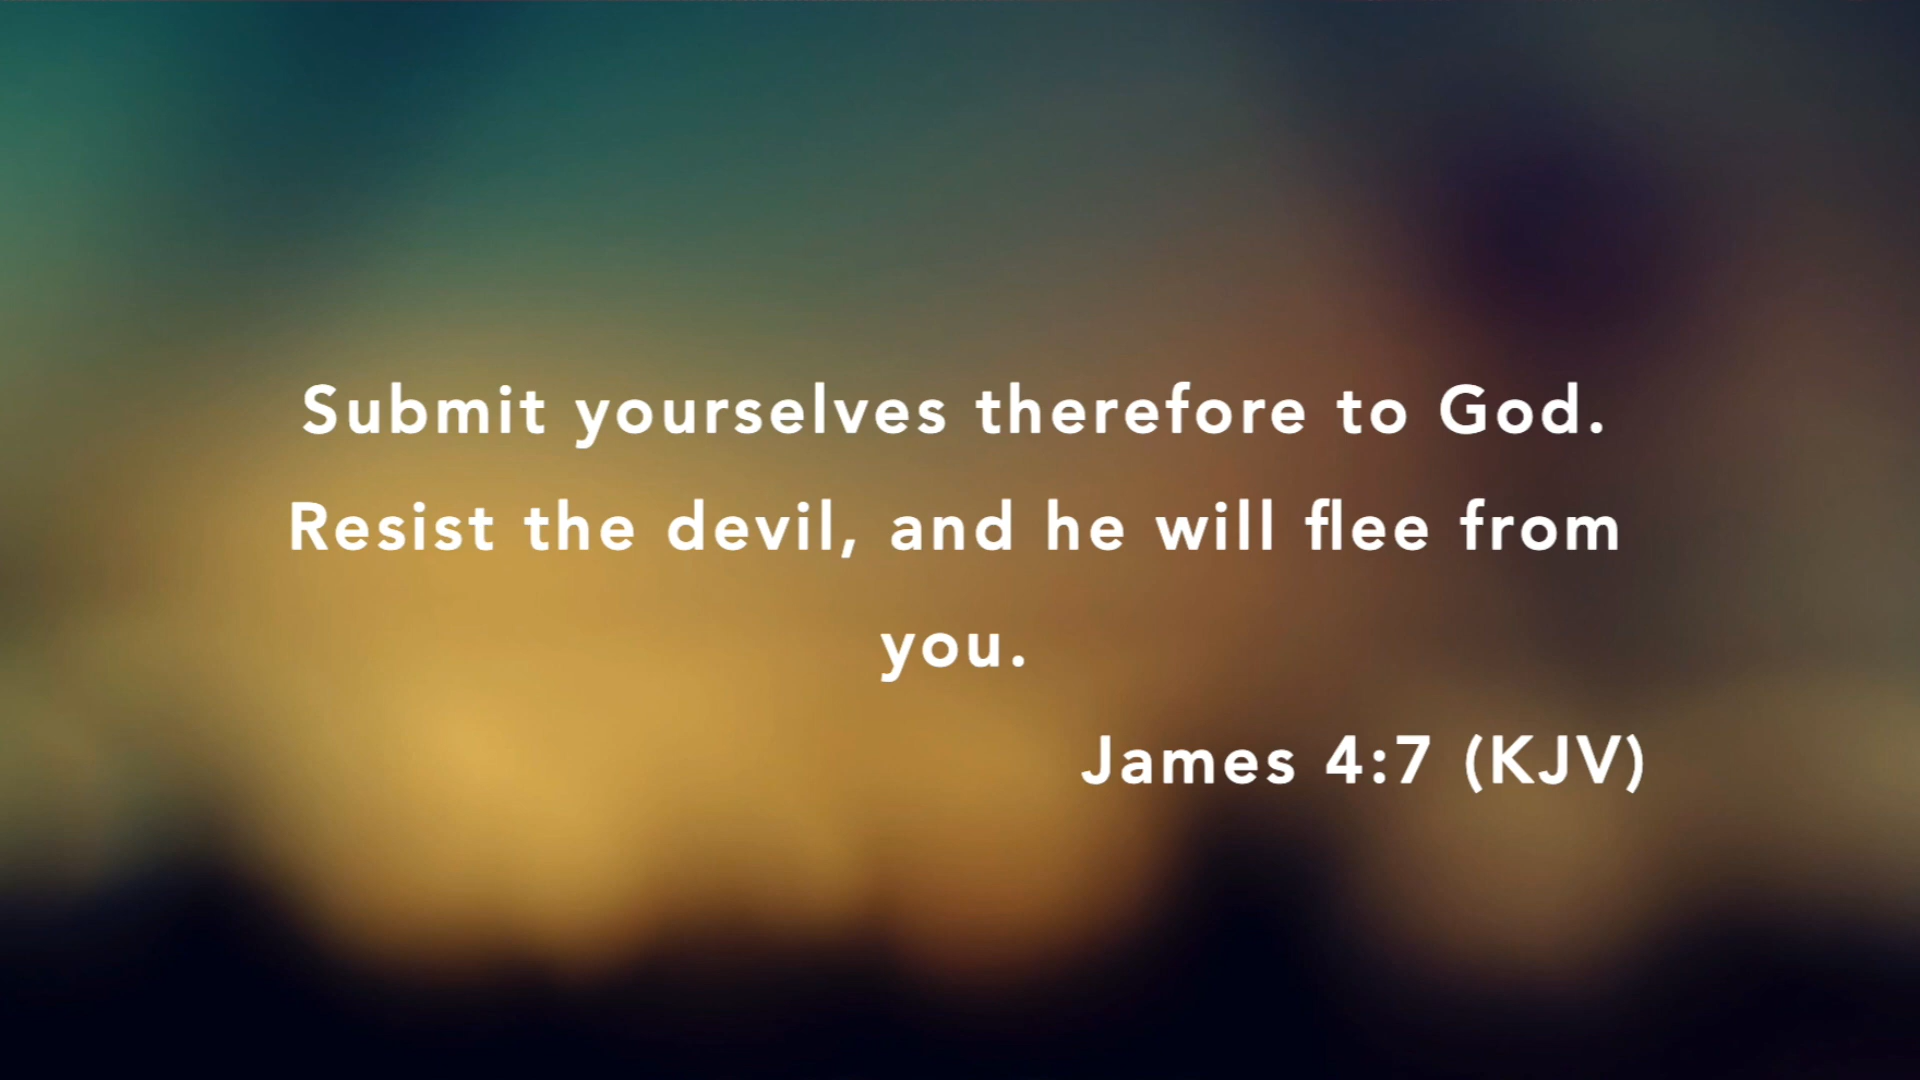 Submit yourselves therefore to God.
Resist the devil, and he will flee from
you.
James 4:7 (KJV)